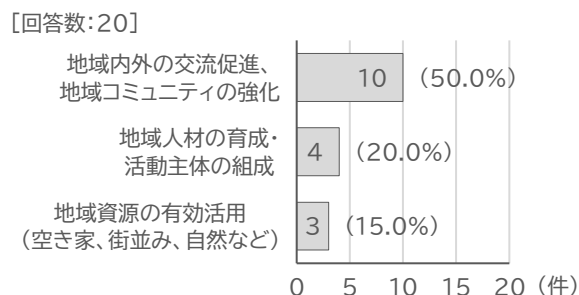 [回答数:20]
地域内外の交流促進、
地域コミュニティの強化
10 (50.0%)
地域人材の育成・
活動主体の組成
4 (20.0%)
地域資源の有効活用
(空き家、街並み、自然など)
3 (15.0%)
0 5 10 15 20 (件)